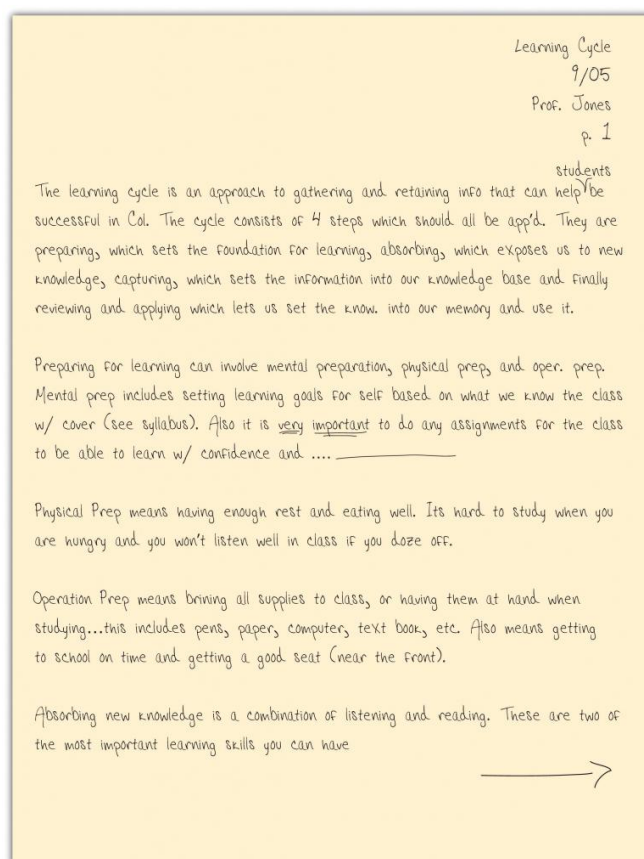 Learning Cycle
9/05
Prof. Jones
p. 1
students
The learning cycle is an approach to gathering and retaining info that can help be
successful in Col. The cycle consists of 4 steps which should all be app'd. They are
preparing, which sets the foundation for learning, absorbing, which exposes us to new
knowledge, capturing, which sets the information into our knowledge base and finally
reviewing and applying which lets us set the know. into our memory and use it.
Preparing for learning can involve mental preparation, physical prep, and oper. prep.
Mental prep includes setting learning goals for self based on what we know the class
w/ cover (see syllabus). Also it is very important to do any assignments for the class
to be able to learn w/ confidence and .... 
Physical Prep means having enough rest and eating well. Its hard to study when you
are hungry and you won't listen well in class if you doze off.
Operation Prep means brining all supplies to class, or having them at hand when
studying...this includes pens, paper, computer, text book, etc. Also means getting
to school on time and getting a good seat (near the front).
Absorbing new knowledge is a combination of listening and reading. These are two of
the most important learning skills you can have